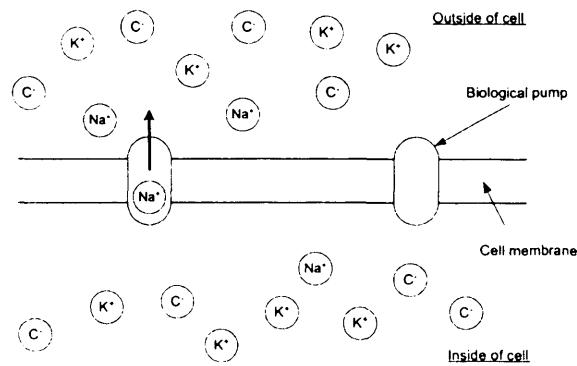 Outside of cell
C⁻
C⁻
K⁺
K⁺
K⁺
K⁺
C⁻
C⁻
Na⁺
Na⁺
Biological pump
Na⁺
Cell membrane
Na⁺
C⁻
C⁻
K⁺
K⁺
C⁻
K⁺
C⁻
K⁺
Inside of cell